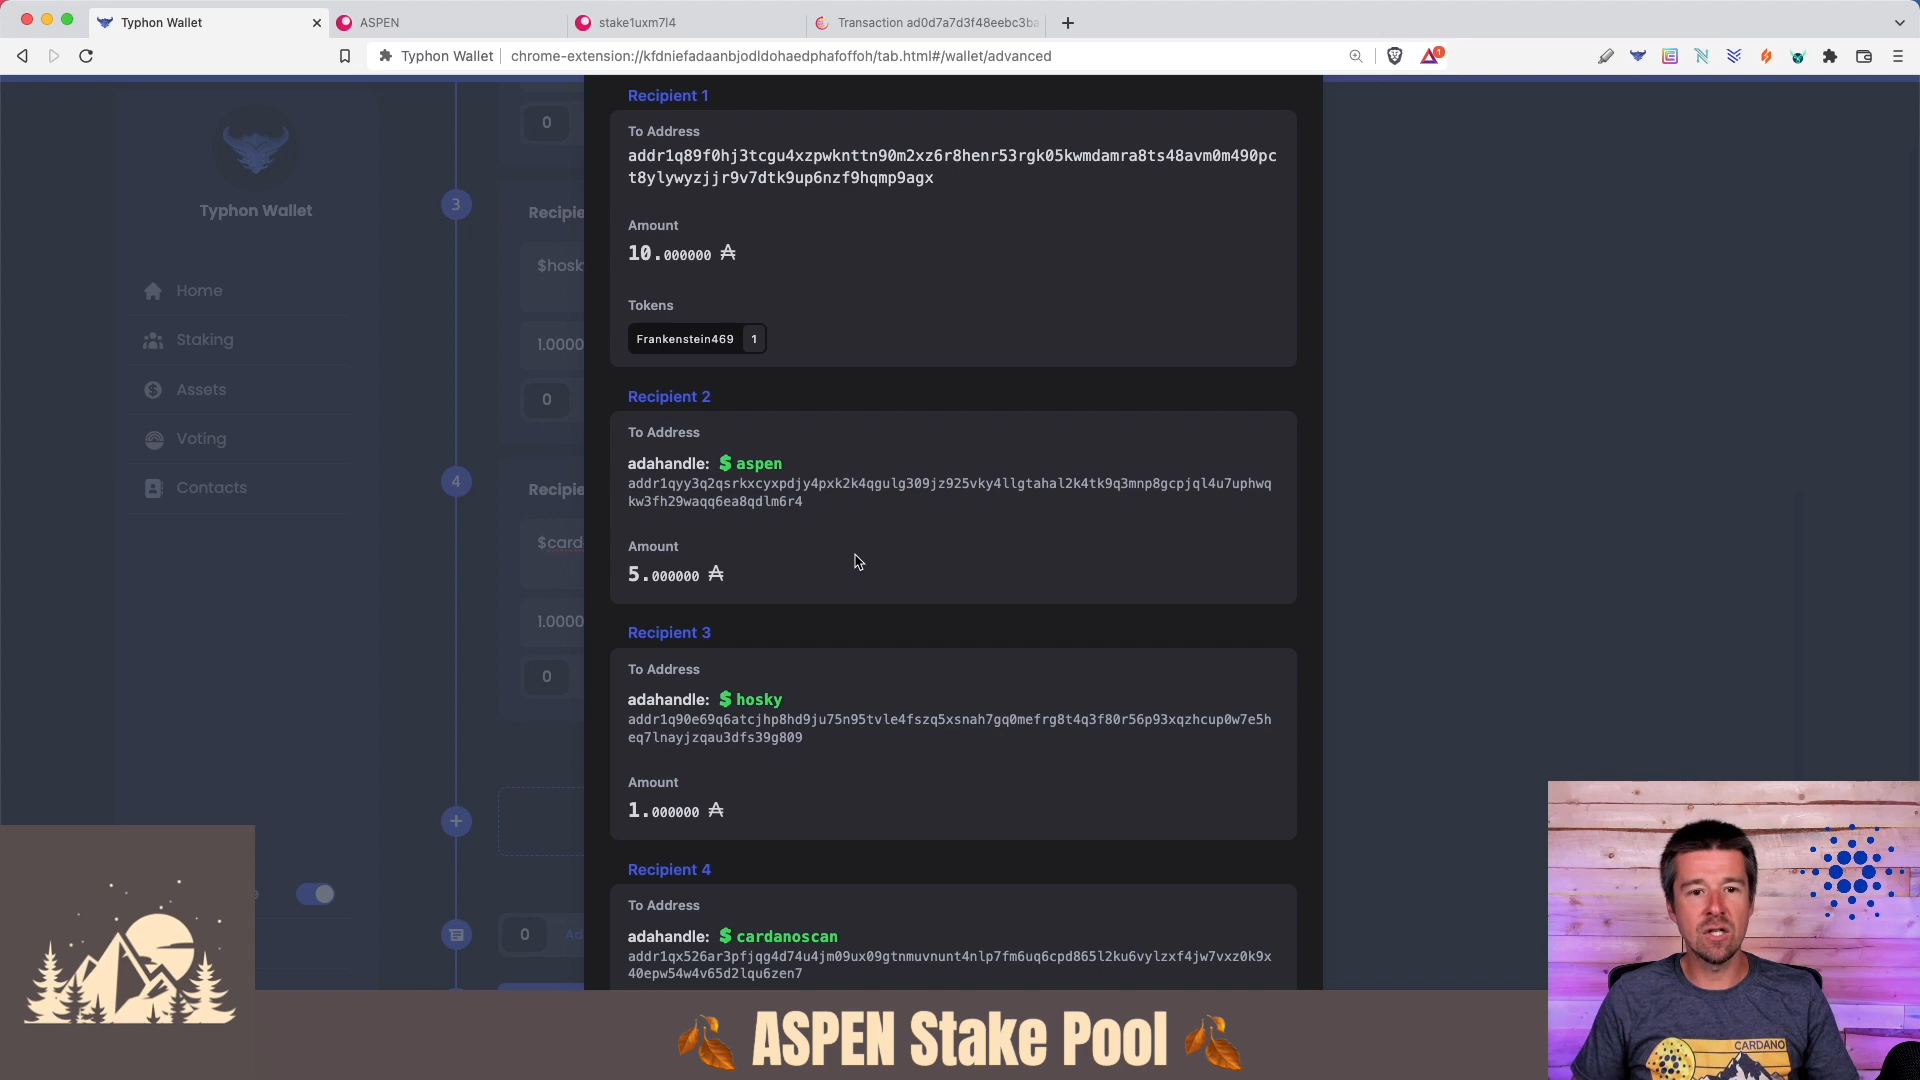 Typhon Wallet
ASPEN
stake1uxm7l4
Transaction ad0d7a7d3f48eebc3ba
Typhon Wallet
chrome-extension://kfdniefadaanbjodldohaedphafoffoh/tab.html#/wallet/advanced
1
Typhon Wallet
Home
Staking
Assets
Voting
Contacts
0
3
Recipie
$hosk
1.0000
0
4
Recipie
$card
1.0000
0
+
0
Ad
Recipient 1
To Address
addr1q89f0hj3tcgu4xzpwknttn90m2xz6r8henr53rgk05kwmdamra8ts48avm0m490pc
t8ylywyzjjr9v7dtk9up6nzf9hqmp9agx
Amount
10.000000 ₳
Tokens
Frankenstein469 1
Recipient 2
To Address
adahandle: $aspen
addr1qyy3q2qsrkxcyxpdjy4pxk2k4qgulg309jz925vky4llgtahal2k4tk9q3mnp8gcpjql4u7uphwq
kw3fh29waqq6ea8qdlm6r4
Amount
5.000000 ₳
Recipient 3
To Address
adahandle: $hosky
addr1q90e69q6atcjhp8hd9ju75n95tvle4fszq5xsnah7gq0mefrg8t4q3f80r56p93xqzhcup0w7e5h
eq7lnayjzqau3dfs39g809
Amount
1.000000 ₳
Recipient 4
To Address
adahandle: $cardanoscan
addr1qx526ar3pfjqg4d74u4jm09ux09gtnmuvnunt4nlp7fm6uq6cpd865l2ku6vylzxf4jw7vxz0k9x
40epw54w4v65d2lqu6zen7
ASPEN Stake Pool
CARDANO